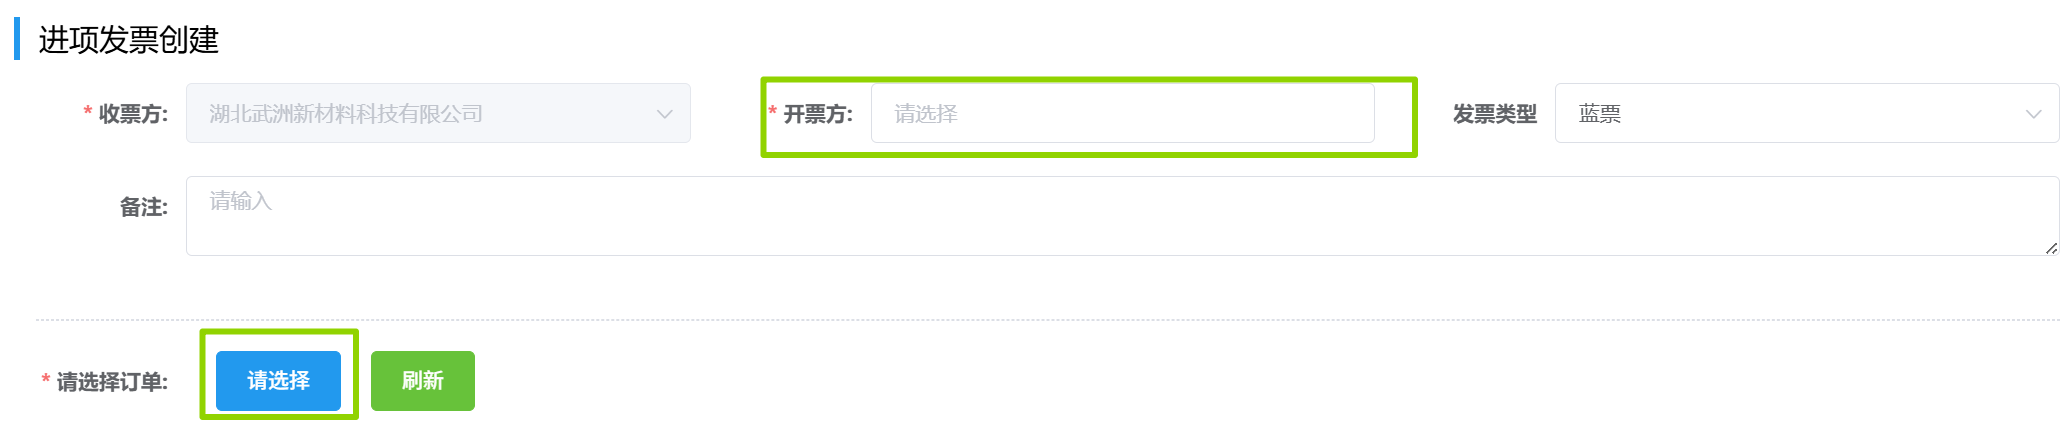 进项发票创建
* 收票方: 湖北武洲新材料科技有限公司 * 开票方: 请选择 发票类型 蓝票
备注: 请输入
* 请选择订单: 请选择 刷新